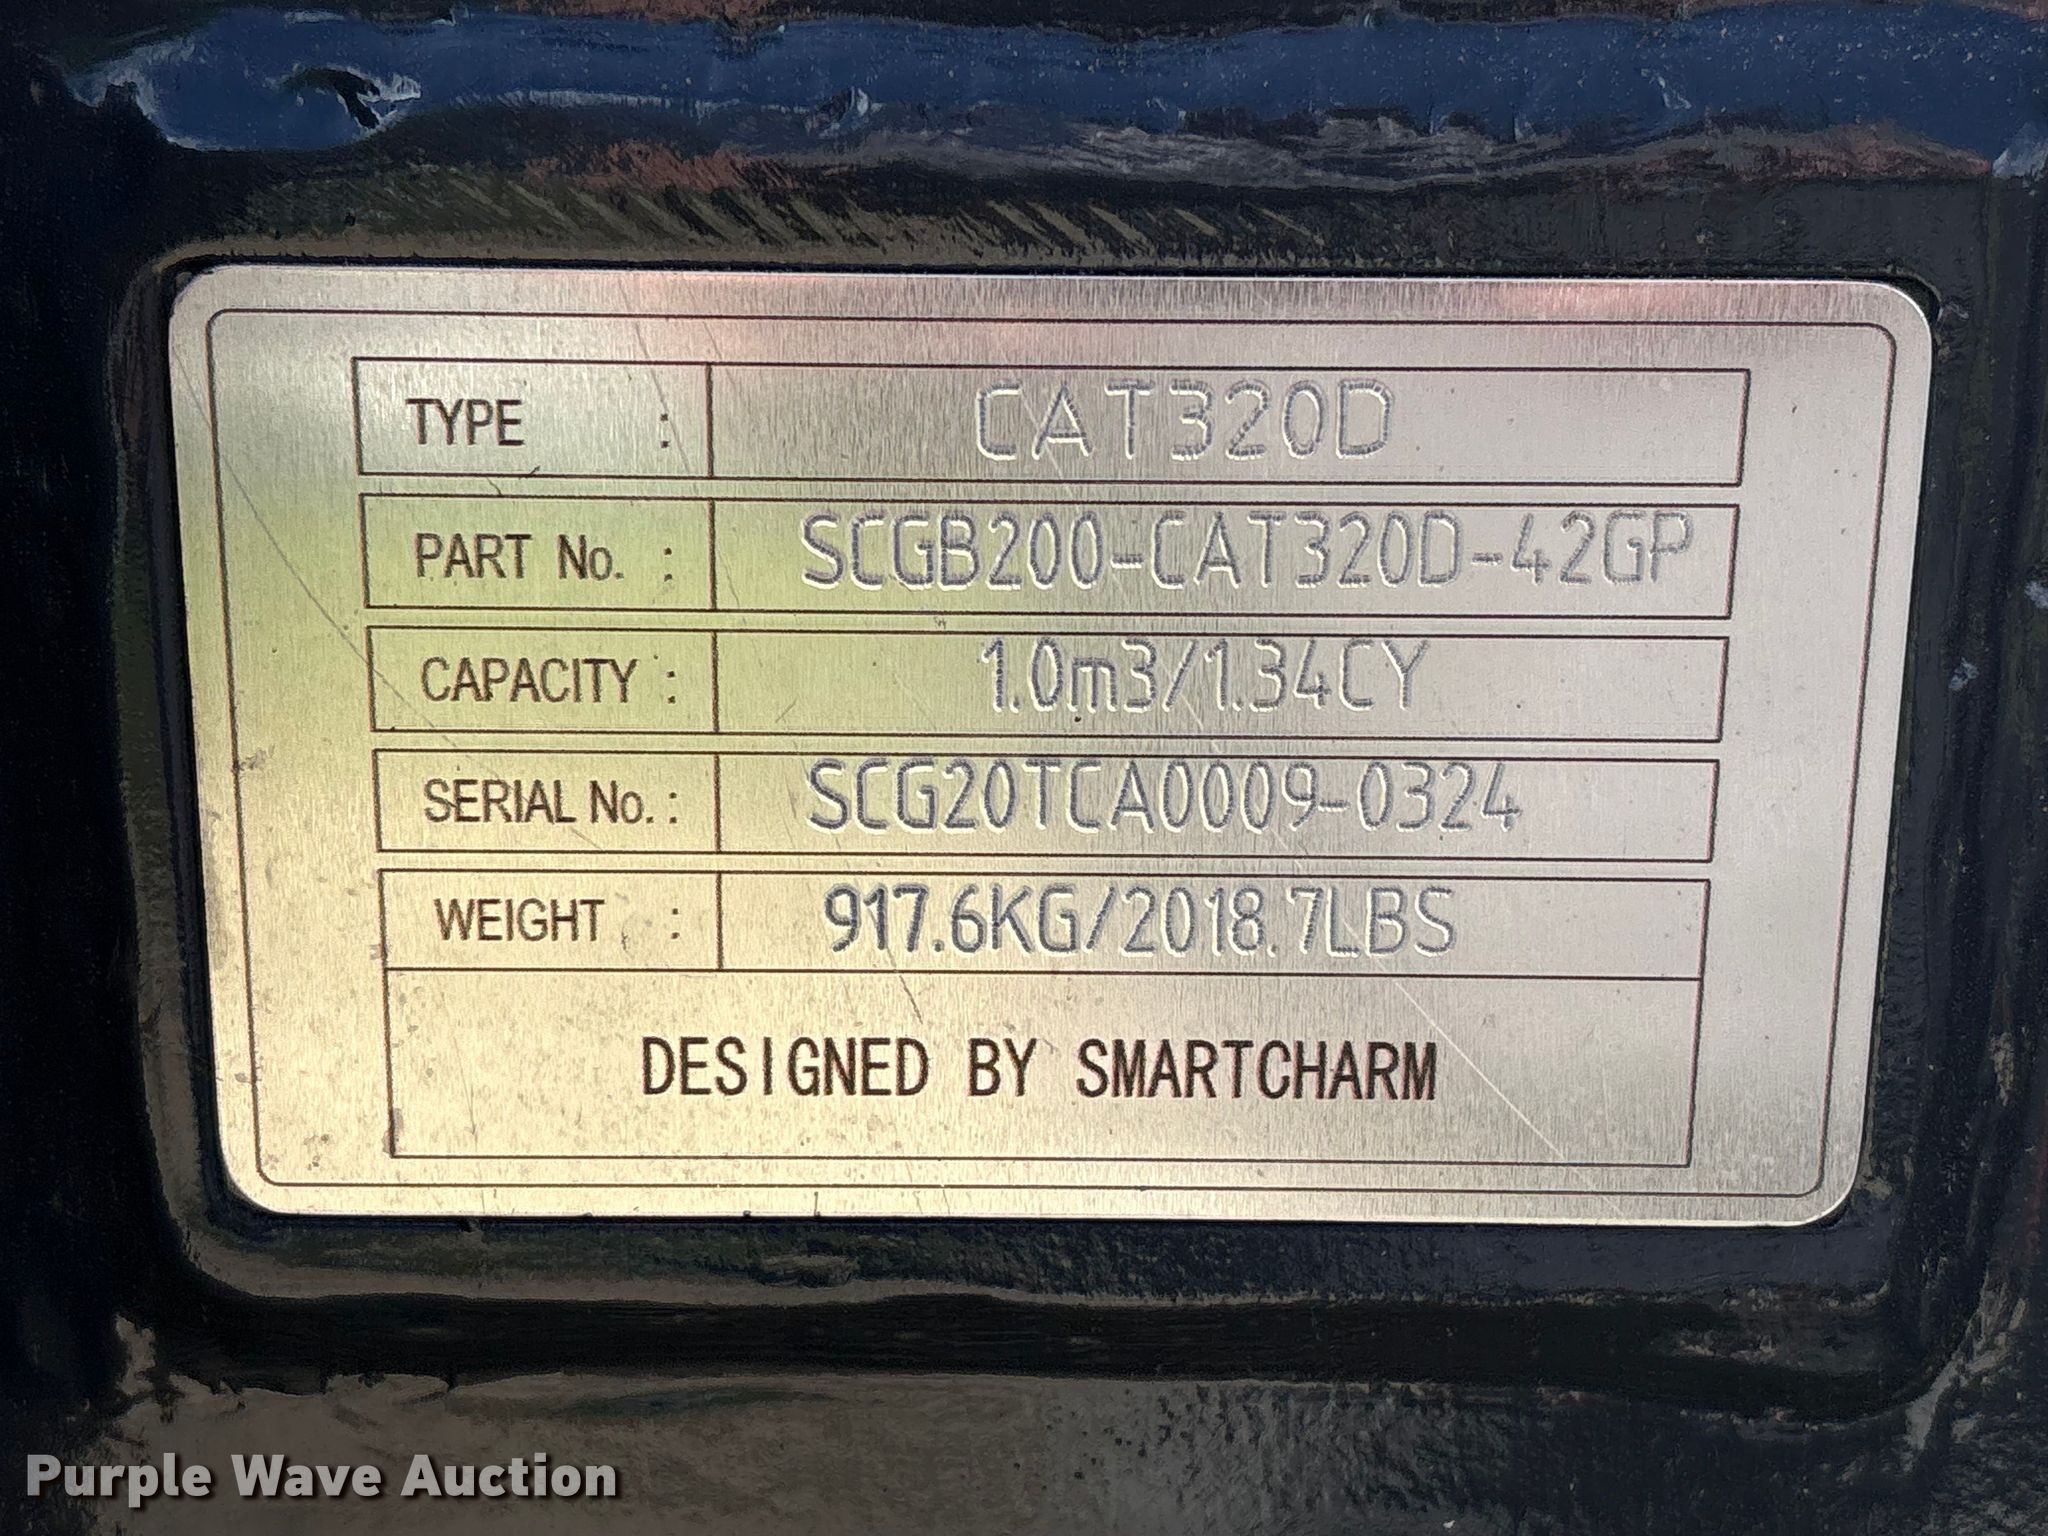 TYPE : CAT320D
PART No. : SCGB200-CAT320D-42GP
CAPACITY : 1.0m3/1.34CY
SERIAL No. : SCG20TCA0009-0324
WEIGHT : 917.6KG/2018.7LBS
DESIGNED BY SMARTCHARM
Purple Wave Auction